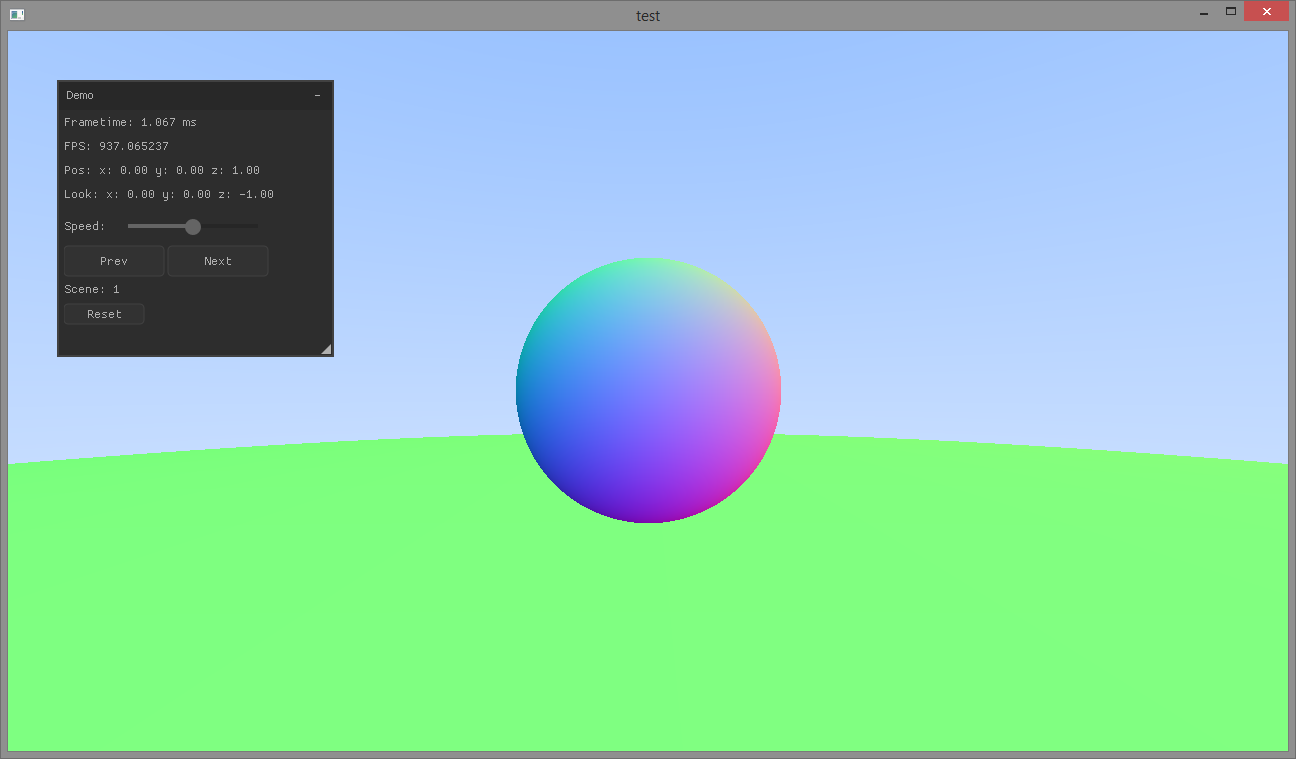 test
Demo
Frametime: 1.067 ms
FPS: 937.065237
Pos: x: 0.00 y: 0.00 z: 1.00
Look: x: 0.00 y: 0.00 z: -1.00
Speed:
Prev Next
Scene: 1
Reset